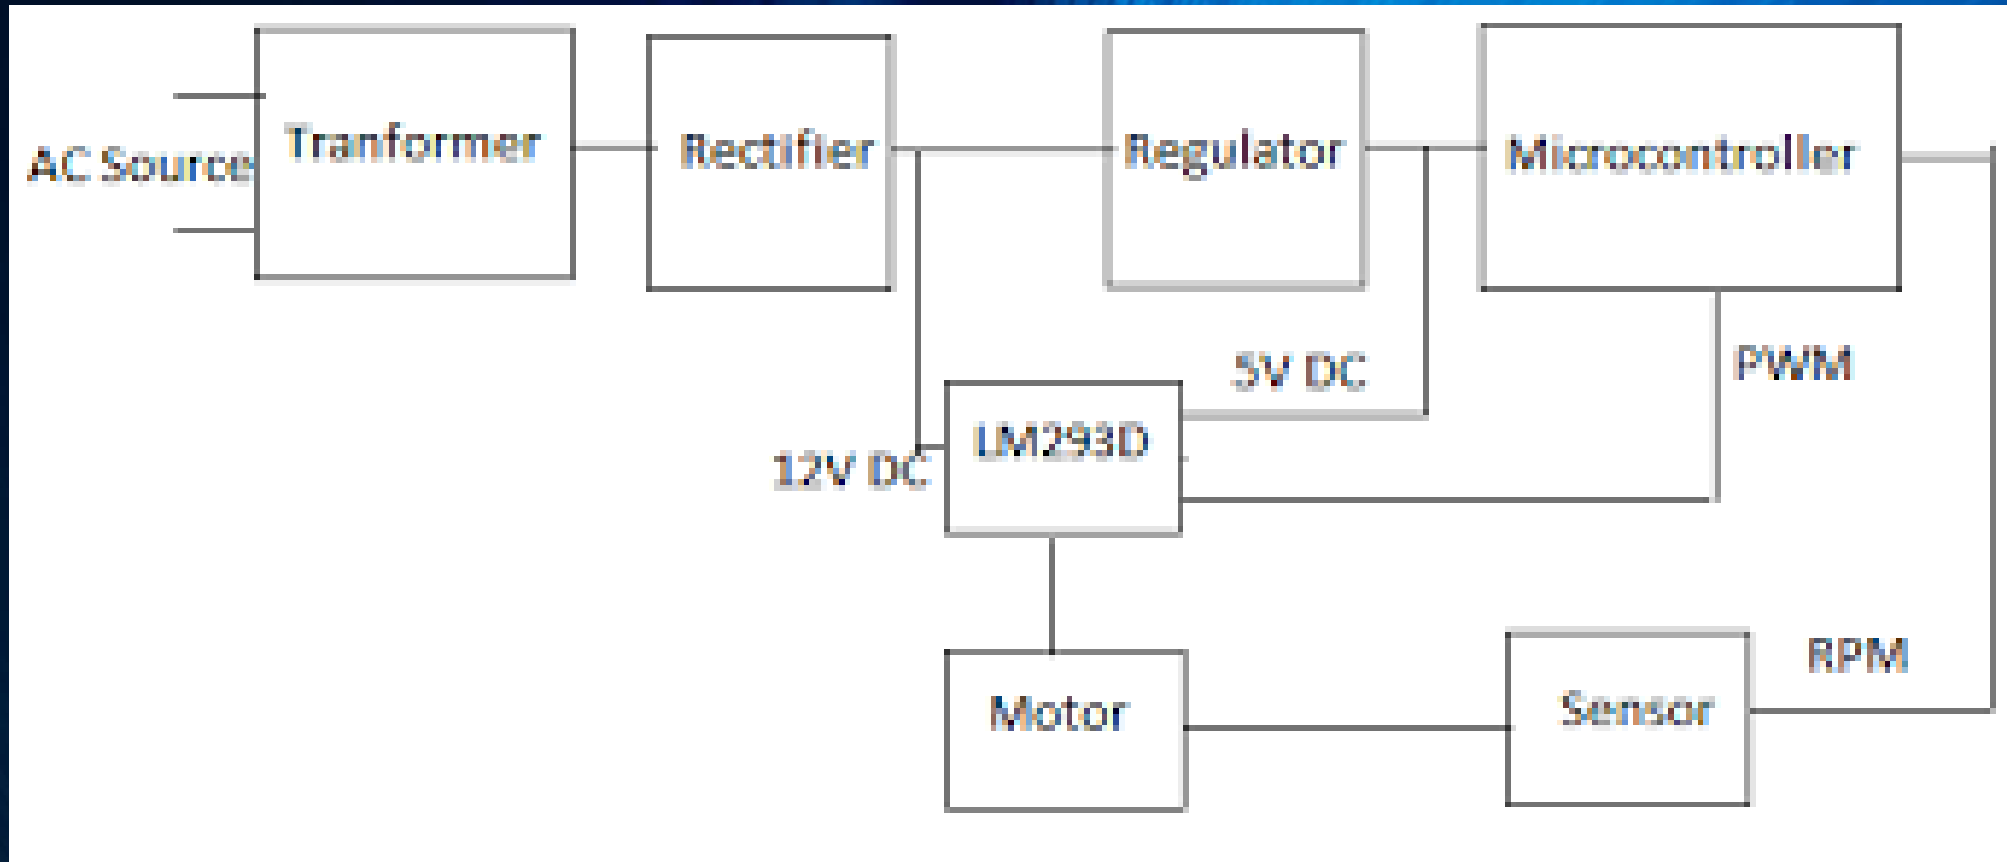 AC Source
Tranformer
Rectifier
Regulator
Microcontroller
5V DC
PWM
LM293D
12V DC
RPM
Motor
Sensor